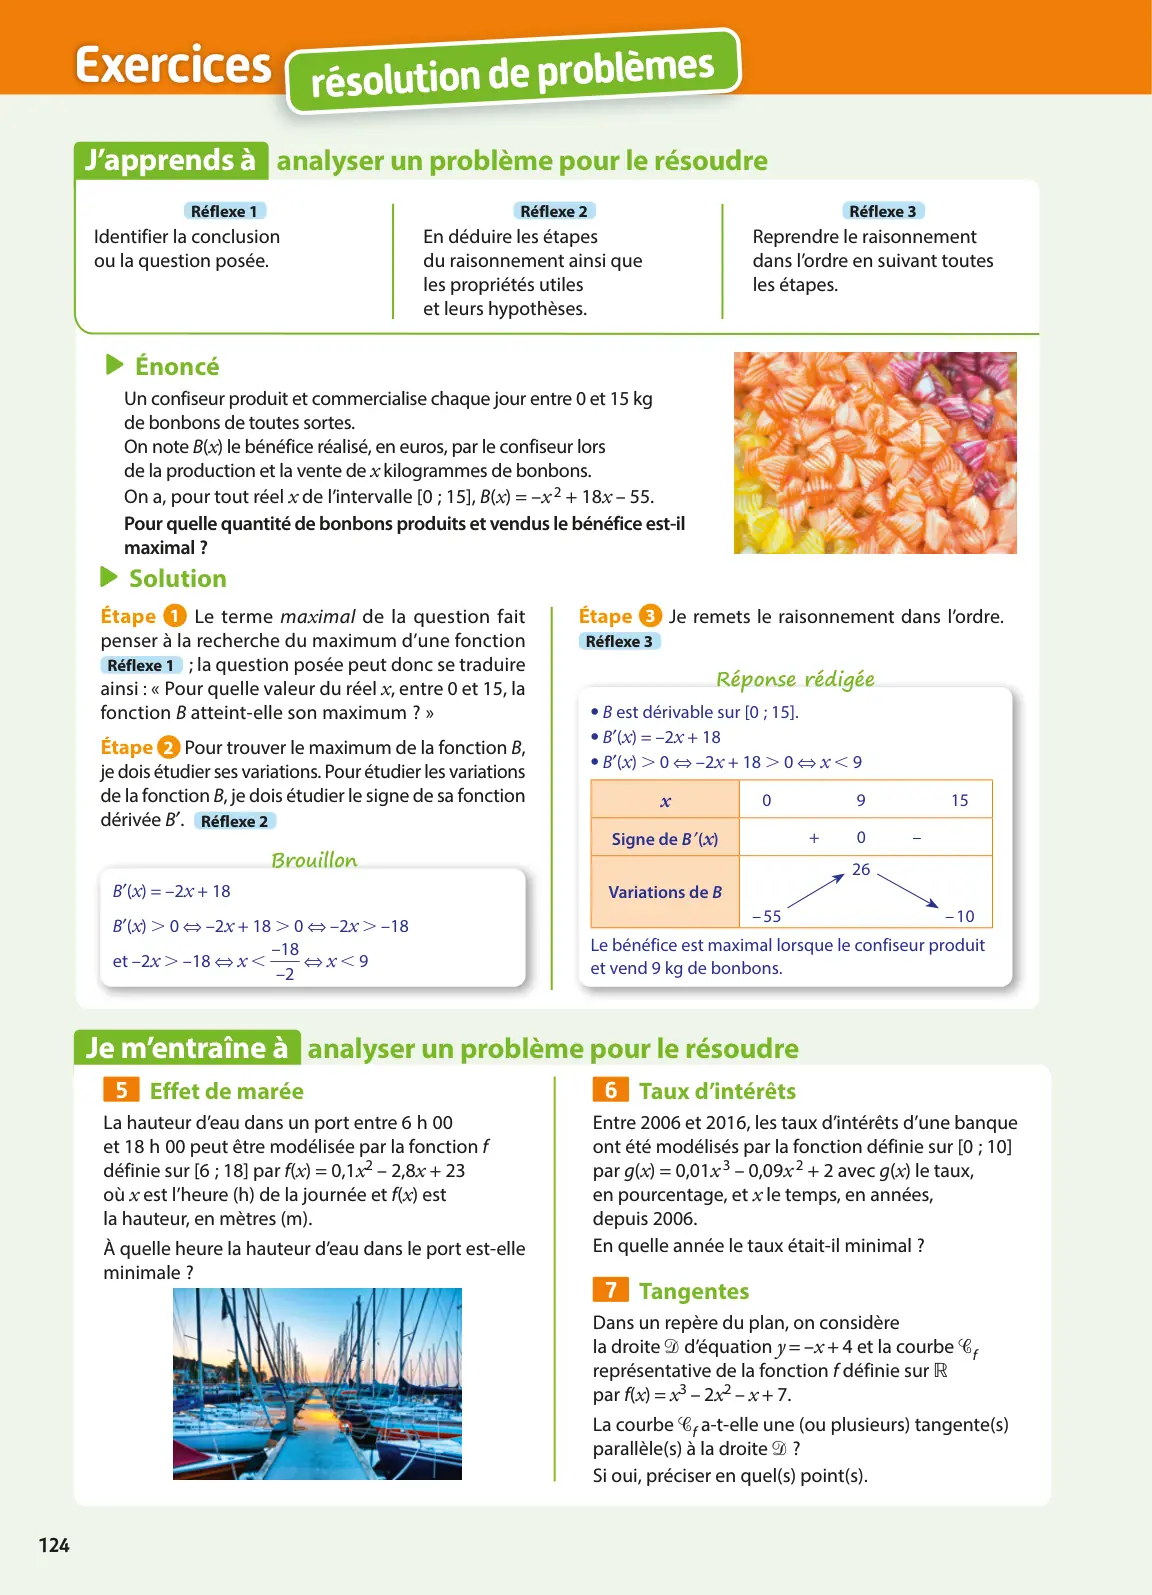 Exercices résolution de problèmes
J'apprends à analyser un problème pour le résoudre
Réflexe 1
Identifier la conclusion
ou la question posée.
Réflexe 2
En déduire les étapes
du raisonnement ainsi que
les propriétés utiles
et leurs hypothèses.
Réflexe 3
Reprendre le raisonnement
dans l'ordre en suivant toutes
les étapes.
Énoncé
Un confiseur produit et commercialise chaque jour entre 0 et 15 kg
de bonbons de toutes sortes.
On note B(x) le bénéfice réalisé, en euros, par le confiseur lors
de la production et la vente de x kilogrammes de bonbons.
On a, pour tout réel x de l'intervalle [0 ; 15], B(x) = –x² + 18x – 55.
Pour quelle quantité de bonbons produits et vendus le bénéfice est-il
maximal ?
Solution
Étape 1 Le terme maximal de la question fait
penser à la recherche du maximum d'une fonction
Réflexe 1 ; la question posée peut donc se traduire
ainsi : « Pour quelle valeur du réel x, entre 0 et 15, la
fonction B atteint-elle son maximum ? »
Étape 2 Pour trouver le maximum de la fonction B,
je dois étudier ses variations. Pour étudier les variations
de la fonction B, je dois étudier le signe de sa fonction
dérivée B′. Réflexe 2
Brouillon
B′(x) = –2x + 18
B′(x) > 0 ⇔ –2x + 18 > 0 ⇔ –2x > –18
et –2x > –18 ⇔ x < –18/–2 ⇔ x < 9
Étape 3 Je remets le raisonnement dans l'ordre.
Réflexe 3
Réponse rédigée
• B est dérivable sur [0 ; 15].
• B′(x) = –2x + 18
• B′(x) > 0 ⇔ –2x + 18 > 0 ⇔ x < 9
x 0 9 15
Signe de B′(x) + 0 –
Variations de B –55 26 –10
Le bénéfice est maximal lorsque le confiseur produit
et vend 9 kg de bonbons.
Je m'entraîne à analyser un problème pour le résoudre
5 Effet de marée
La hauteur d'eau dans un port entre 6 h 00
et 18 h 00 peut être modélisée par la fonction f
définie sur [6 ; 18] par f(x) = 0,1x² – 2,8x + 23
où x est l'heure (h) de la journée et f(x) est
la hauteur, en mètres (m).
À quelle heure la hauteur d'eau dans le port est-elle
minimale ?
6 Taux d'intérêts
Entre 2006 et 2016, les taux d'intérêts d'une banque
ont été modélisés par la fonction définie sur [0 ; 10]
par g(x) = 0,01x³ – 0,09x² + 2 avec g(x) le taux,
en pourcentage, et x le temps, en années,
depuis 2006.
En quelle année le taux était-il minimal ?
7 Tangentes
Dans un repère du plan, on considère
la droite 𝒟 d'équation y = –x + 4 et la courbe 𝒞f
représentative de la fonction f définie sur ℝ
par f(x) = x³ – 2x² – x + 7.
La courbe 𝒞f a-t-elle une (ou plusieurs) tangente(s)
parallèle(s) à la droite 𝒟 ?
Si oui, préciser en quel(s) point(s).
124